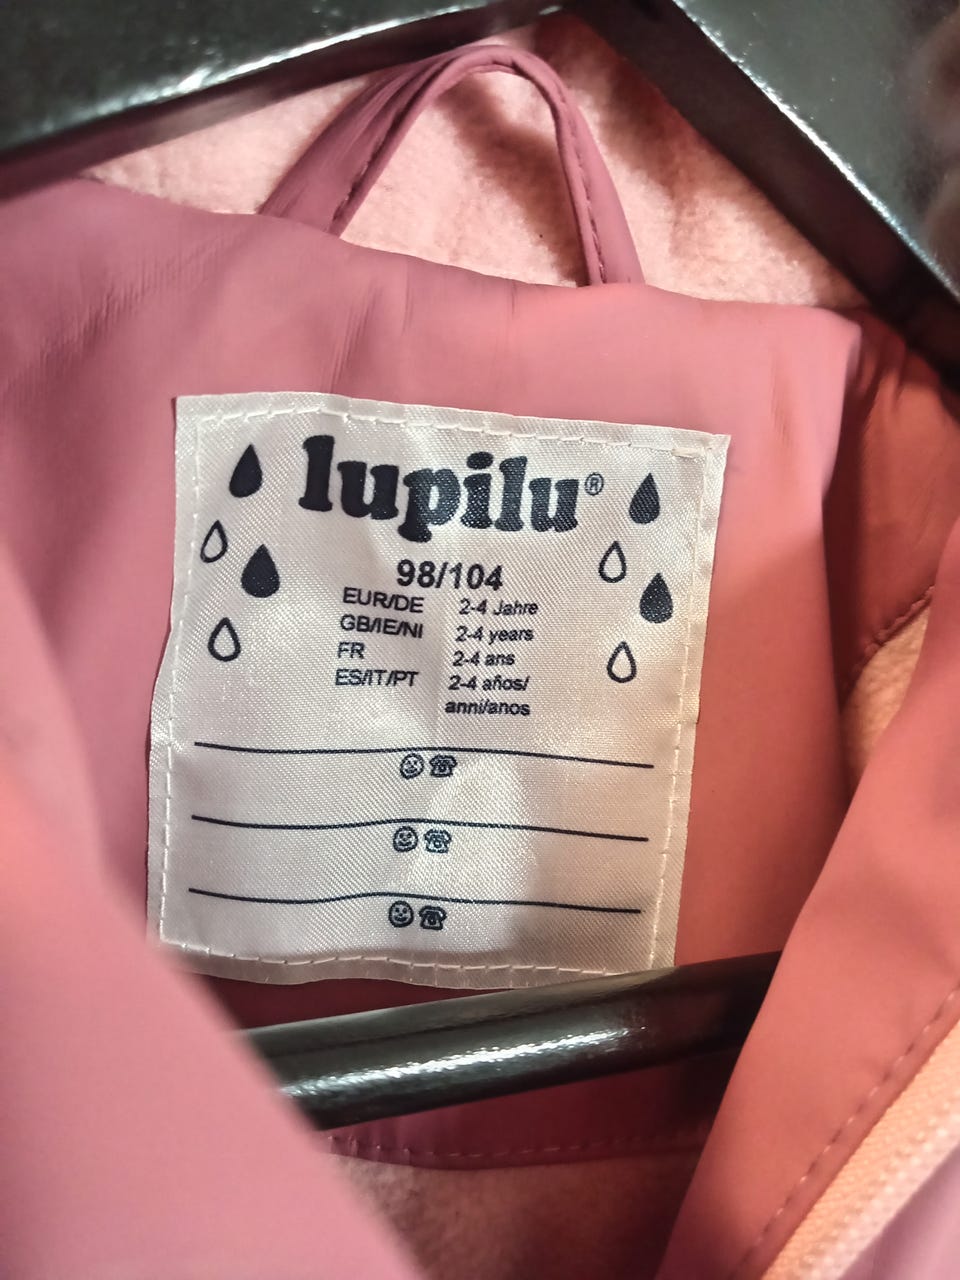 lupilu®
98/104
EUR/DE 2-4 Jahre
GB/IE/NI 2-4 years
FR 2-4 ans
ES/IT/PT 2-4 años/
anni/anos